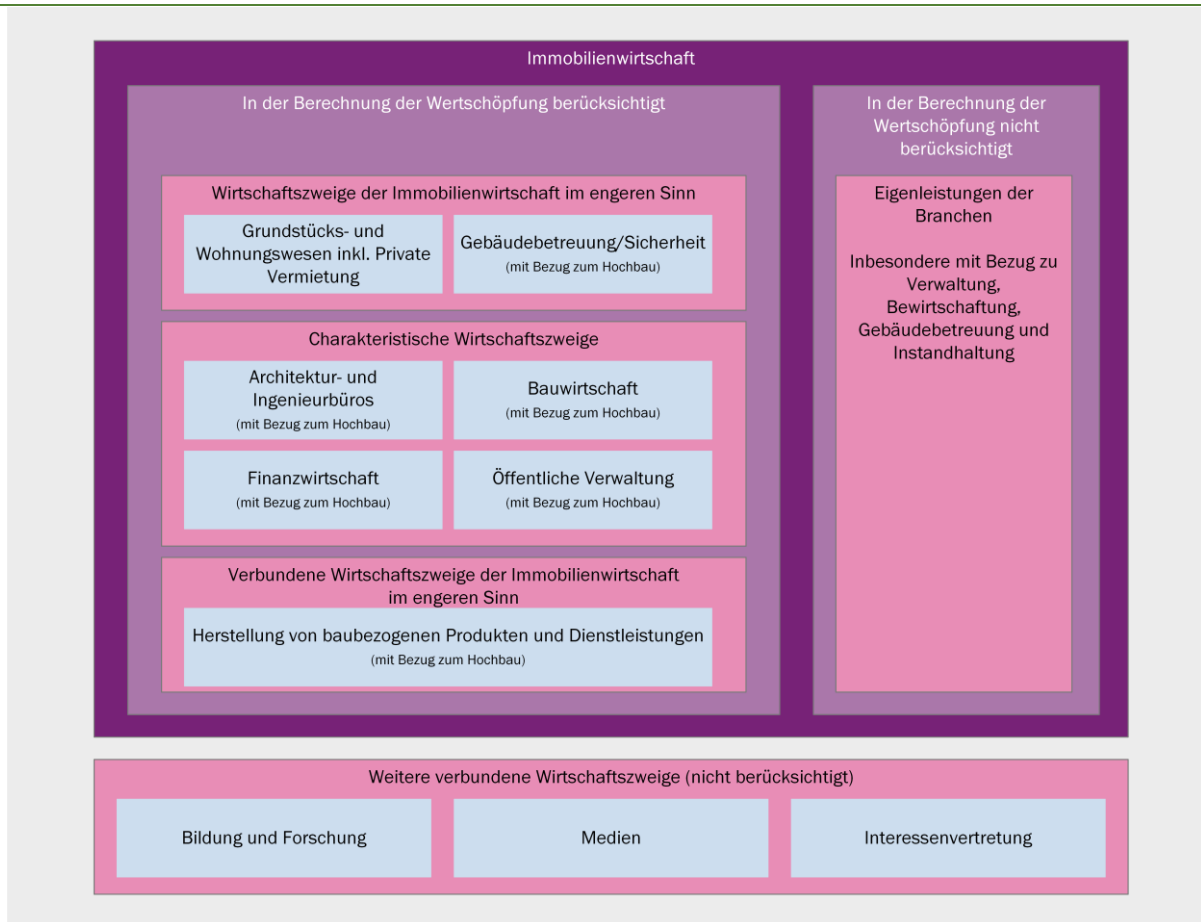 Immobilienwirtschaft
In der Berechnung der Wertschöpfung berücksichtigt
Wirtschaftszweige der Immobilienwirtschaft im engeren Sinn
Grundstücks- und
Wohnungswesen inkl. Private
Vermietung
Gebäudebetreuung/Sicherheit
(mit Bezug zum Hochbau)
Charakteristische Wirtschaftszweige
Architektur- und
Ingenieurbüros
(mit Bezug zum Hochbau)
Bauwirtschaft
(mit Bezug zum Hochbau)
Finanzwirtschaft
(mit Bezug zum Hochbau)
Öffentliche Verwaltung
(mit Bezug zum Hochbau)
Verbundene Wirtschaftszweige der Immobilienwirtschaft
im engeren Sinn
Herstellung von baubezogenen Produkten und Dienstleistungen
(mit Bezug zum Hochbau)
In der Berechnung der
Wertschöpfung nicht
berücksichtigt
Eigenleistungen der
Branchen
Inbesondere mit Bezug zu
Verwaltung,
Bewirtschaftung,
Gebäudebetreuung und
Instandhaltung
Weitere verbundene Wirtschaftszweige (nicht berücksichtigt)
Bildung und Forschung
Medien
Interessenvertretung